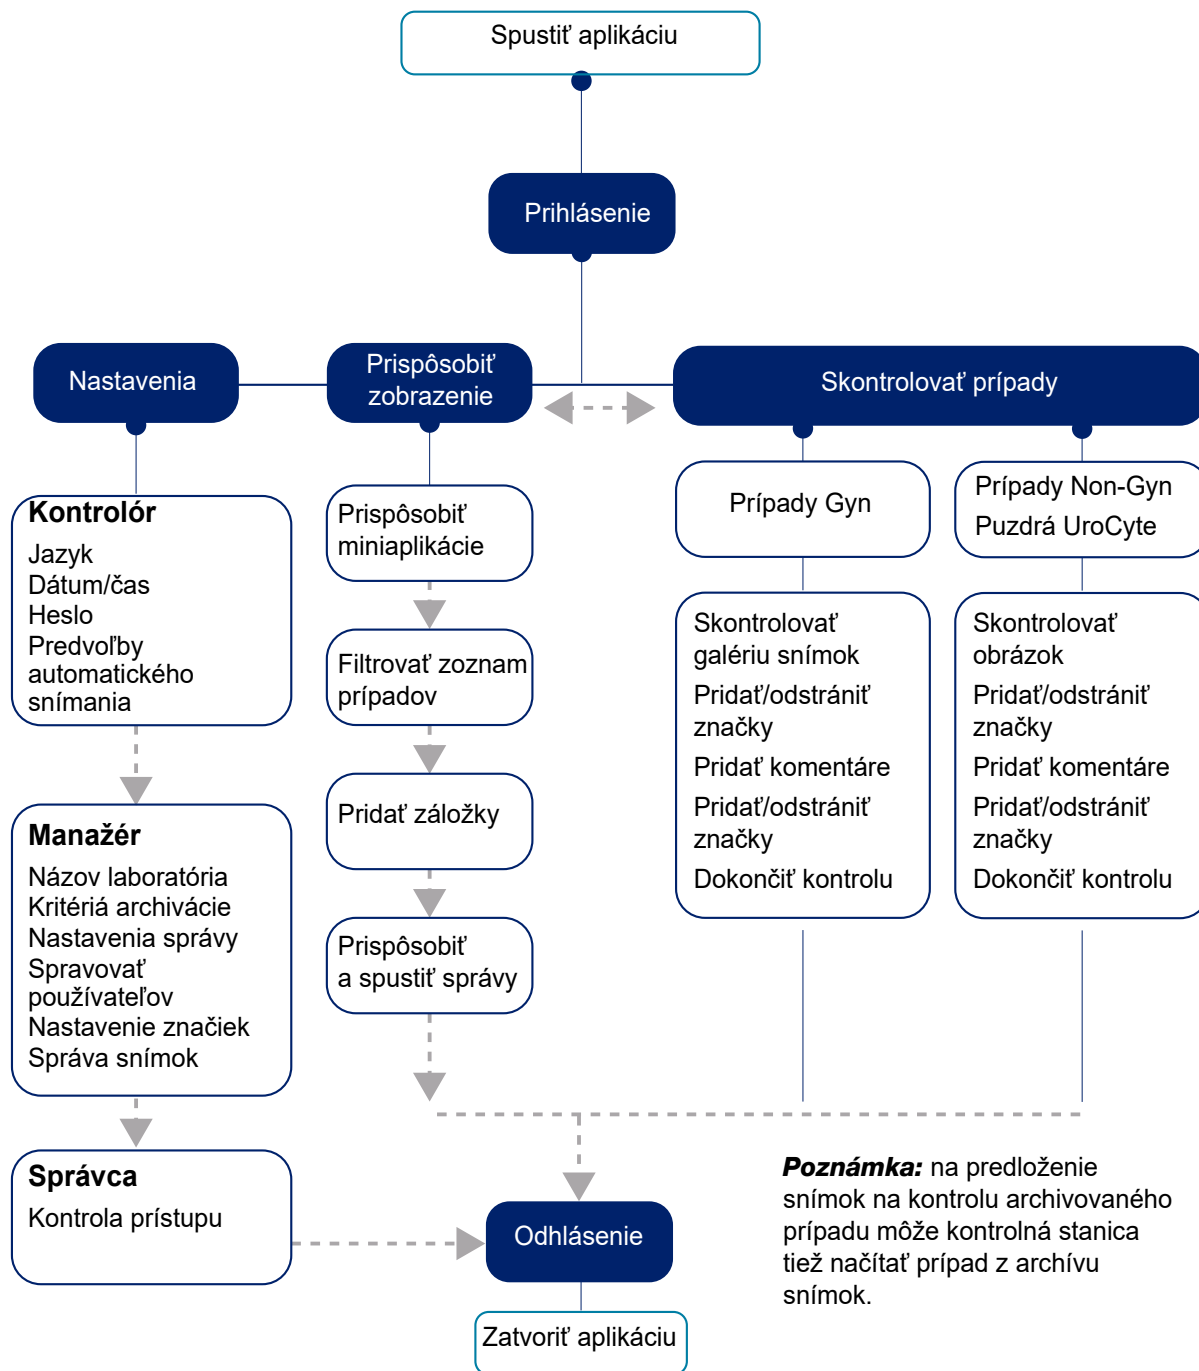 Spustiť aplikáciu
Prihlásenie
Nastavenia
Prispôsobiť
zobrazenie
Skontrolovať prípady
Kontrolór
Jazyk
Dátum/čas
Heslo
Predvoľby
automatického
snímania
Manažér
Názov laboratória
Kritériá archivácie
Nastavenia správy
Spravovať
používateľov
Nastavenie značiek
Správa snímok
Správca
Kontrola prístupu
Prispôsobiť
miniaplikácie
Filtrovať zoznam
prípadov
Pridať záložky
Prispôsobiť
a spustiť správy
Prípady Gyn
Skontrolovať
galériu snímok
Pridať/odstrániť
značky
Pridať komentáre
Pridať/odstrániť
značky
Dokončiť kontrolu
Prípady Non-Gyn
Puzdrá UroCyte
Skontrolovať
obrázok
Pridať/odstrániť
značky
Pridať komentáre
Pridať/odstrániť
značky
Dokončiť kontrolu
Poznámka: na predloženie
snímok na kontrolu archivovaného
prípadu môže kontrolná stanica
tiež načítať prípad z archívu
snímok.
Odhlásenie
Zatvoriť aplikáciu